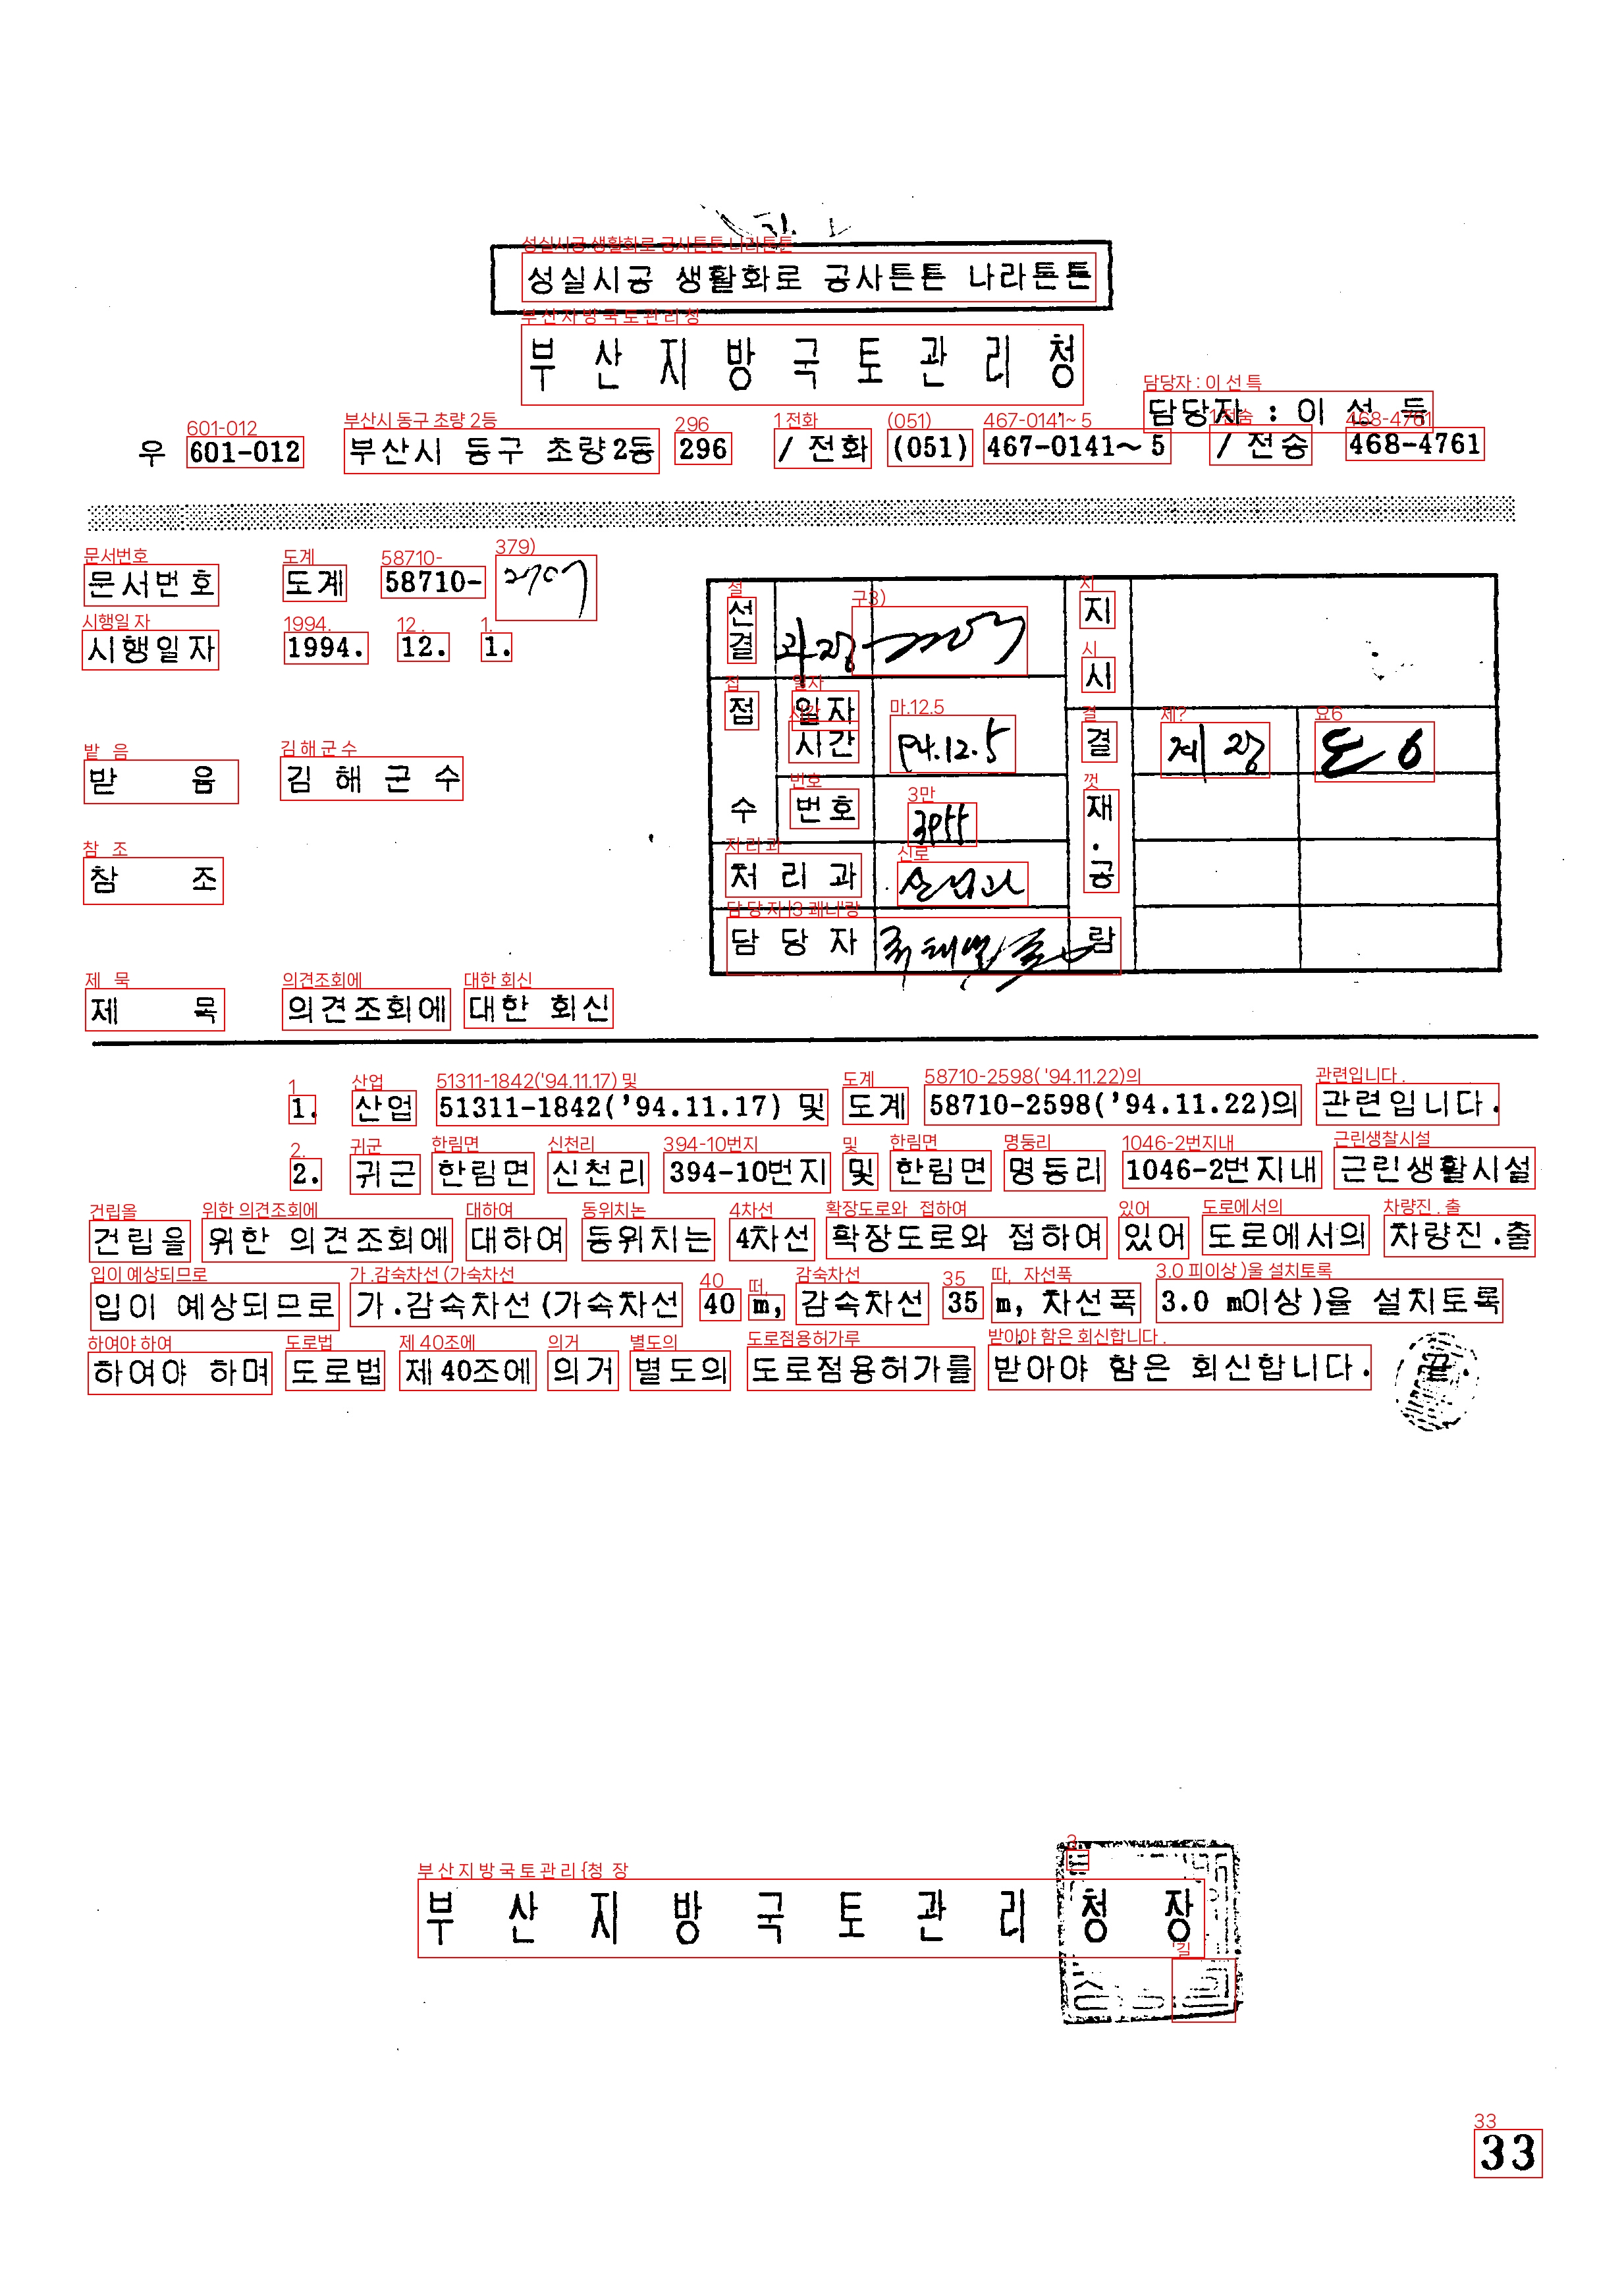 성실시공 생활화로 공사튼튼 나라튼튼
부 산 지 방 국 토 관 리 청
담당자 : 이 선 득
우 601-012 부산시 동구 초량2동 296 / 전화 (051) 467-0141~ 5 / 전송 468-4761
문서번호 도계 58710-
시행일자 1994. 12. 1.
받 음 김 해 군 수
참 조
제 목 의견조회에 대한 회신
선결 과장 지시
접수 일자 시간 94.12.5 결재·공람 계장
번호 3955
처 리 과
담 당 자
1. 산업 51311-1842('94.11.17) 및 도계 58710-2598('94.11.22)의 관련입니다.
2. 귀군 한림면 신천리 394-10번지 및 한림면 명동리 1046-2번지내 근린생활시설
건립을 위한 의견조회에 대하여 동위치는 4차선 확장도로와 접하여 있어 도로에서의 차량진.출
입이 예상되므로 가.감속차선(가속차선 40 m, 감속차선 35 m, 차선폭 3.0 m이상)을 설치토록
하여야 하며 도로법 제40조에 의거 별도의 도로점용허가를 받아야 함은 회신합니다. 끝.
부 산 지 방 국 토 관 리 청 장
33